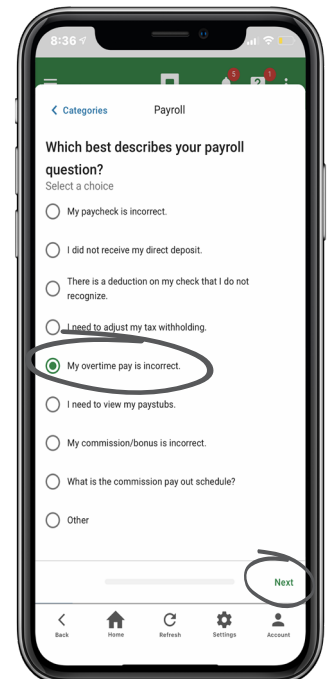 8:36
5
?
1
Categories
Payroll
Which best describes your payroll
question?
Select a choice
My paycheck is incorrect.
I did not receive my direct deposit.
There is a deduction on my check that I do not
recognize.
I need to adjust my tax withholding.
My overtime pay is incorrect.
I need to view my paystubs.
My commission/bonus is incorrect.
What is the commission pay out schedule?
Other
Next
Back
Home
Refresh
Settings
Account